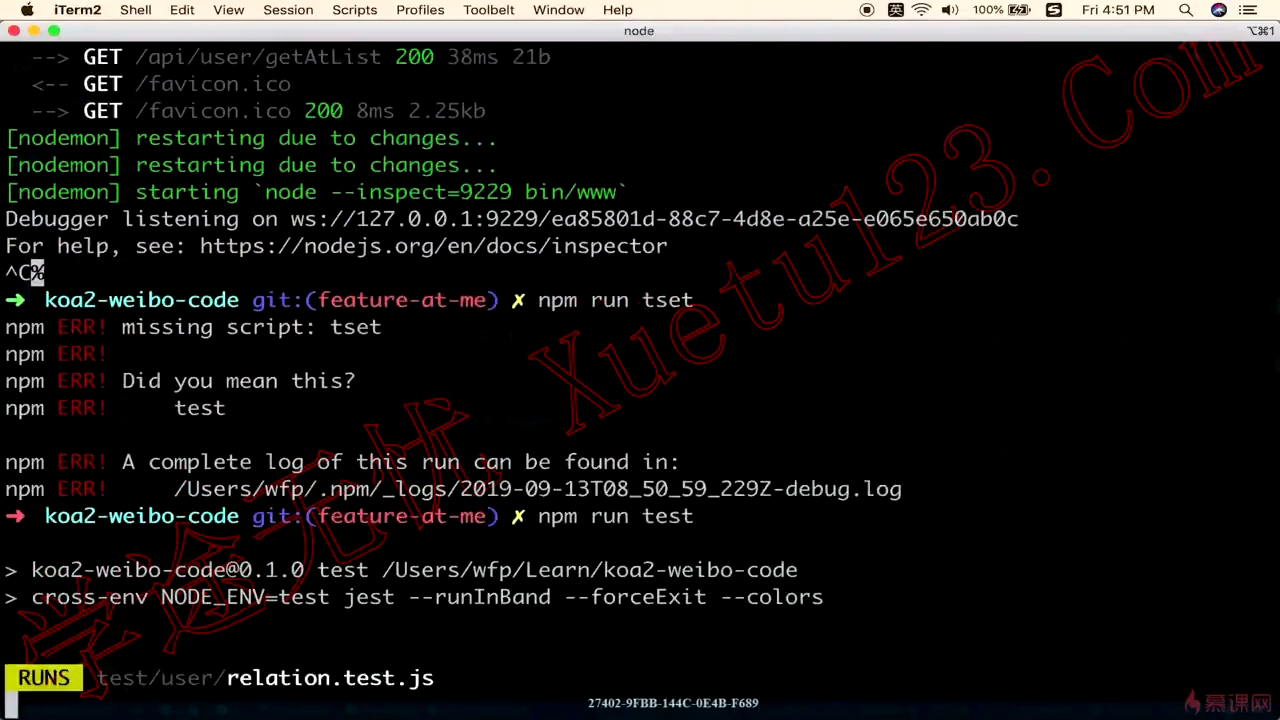 iTerm2 Shell Edit View Session Scripts Profiles Toolbelt Window Help 英 100% S Fri 4:51 PM
node ⌥⌘1
--> GET /api/user/getAtList 200 38ms 21b
<-- GET /favicon.ico
--> GET /favicon.ico 200 8ms 2.25kb
[nodemon] restarting due to changes...
[nodemon] restarting due to changes...
[nodemon] starting `node --inspect=9229 bin/www`
Debugger listening on ws://127.0.0.1:9229/ea85801d-88c7-4d8e-a25e-e065e650ab0c
For help, see: https://nodejs.org/en/docs/inspector
^C%
➜ koa2-weibo-code git:(feature-at-me) ✗ npm run tset
npm ERR! missing script: tset
npm ERR!
npm ERR! Did you mean this?
npm ERR! test
npm ERR! A complete log of this run can be found in:
npm ERR! /Users/wfp/.npm/_logs/2019-09-13T08_50_59_229Z-debug.log
➜ koa2-weibo-code git:(feature-at-me) ✗ npm run test
> koa2-weibo-code@0.1.0 test /Users/wfp/Learn/koa2-weibo-code
> cross-env NODE_ENV=test jest --runInBand --forceExit --colors
RUNS test/user/relation.test.js
学途无忧 Xuetu123.Com
27402-9FBB-144C-0E4B-F689
慕课网